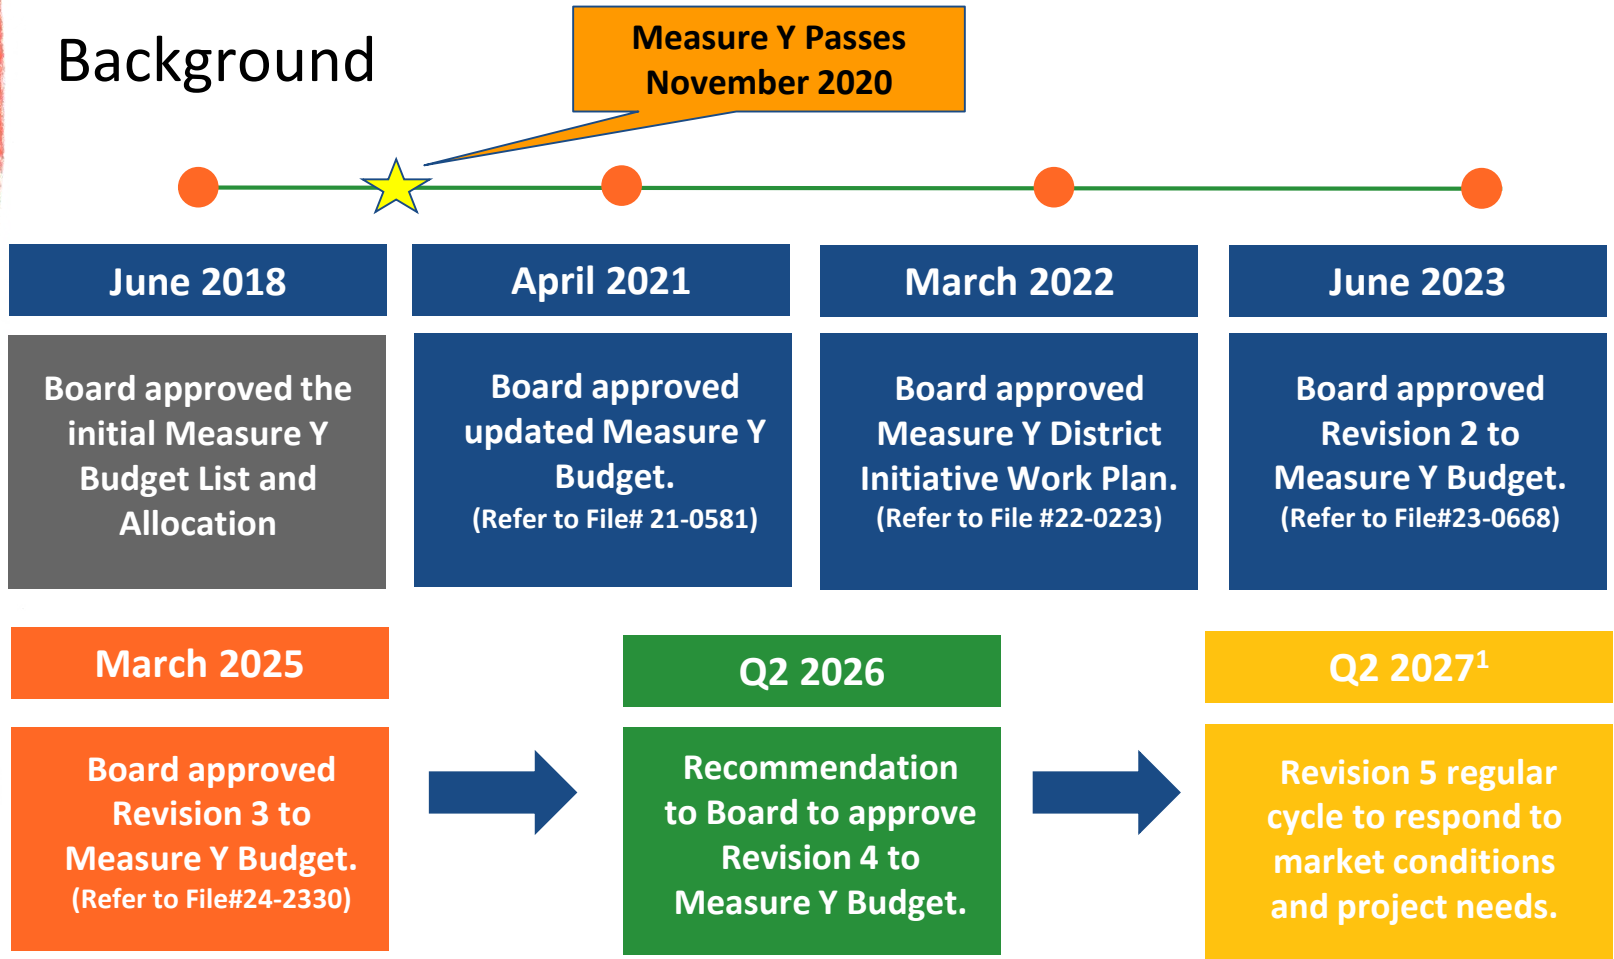 Background
Measure Y Passes
November 2020
June 2018
Board approved the
initial Measure Y
Budget List and
Allocation
April 2021
Board approved
updated Measure Y
Budget.
(Refer to File# 21-0581)
March 2022
Board approved
Measure Y District
Initiative Work Plan.
(Refer to File #22-0223)
June 2023
Board approved
Revision 2 to
Measure Y Budget.
(Refer to File#23-0668)
March 2025
Board approved
Revision 3 to
Measure Y Budget.
(Refer to File#24-2330)
Q2 2026
Recommendation
to Board to approve
Revision 4 to
Measure Y Budget.
Q2 2027¹
Revision 5 regular
cycle to respond to
market conditions
and project needs.